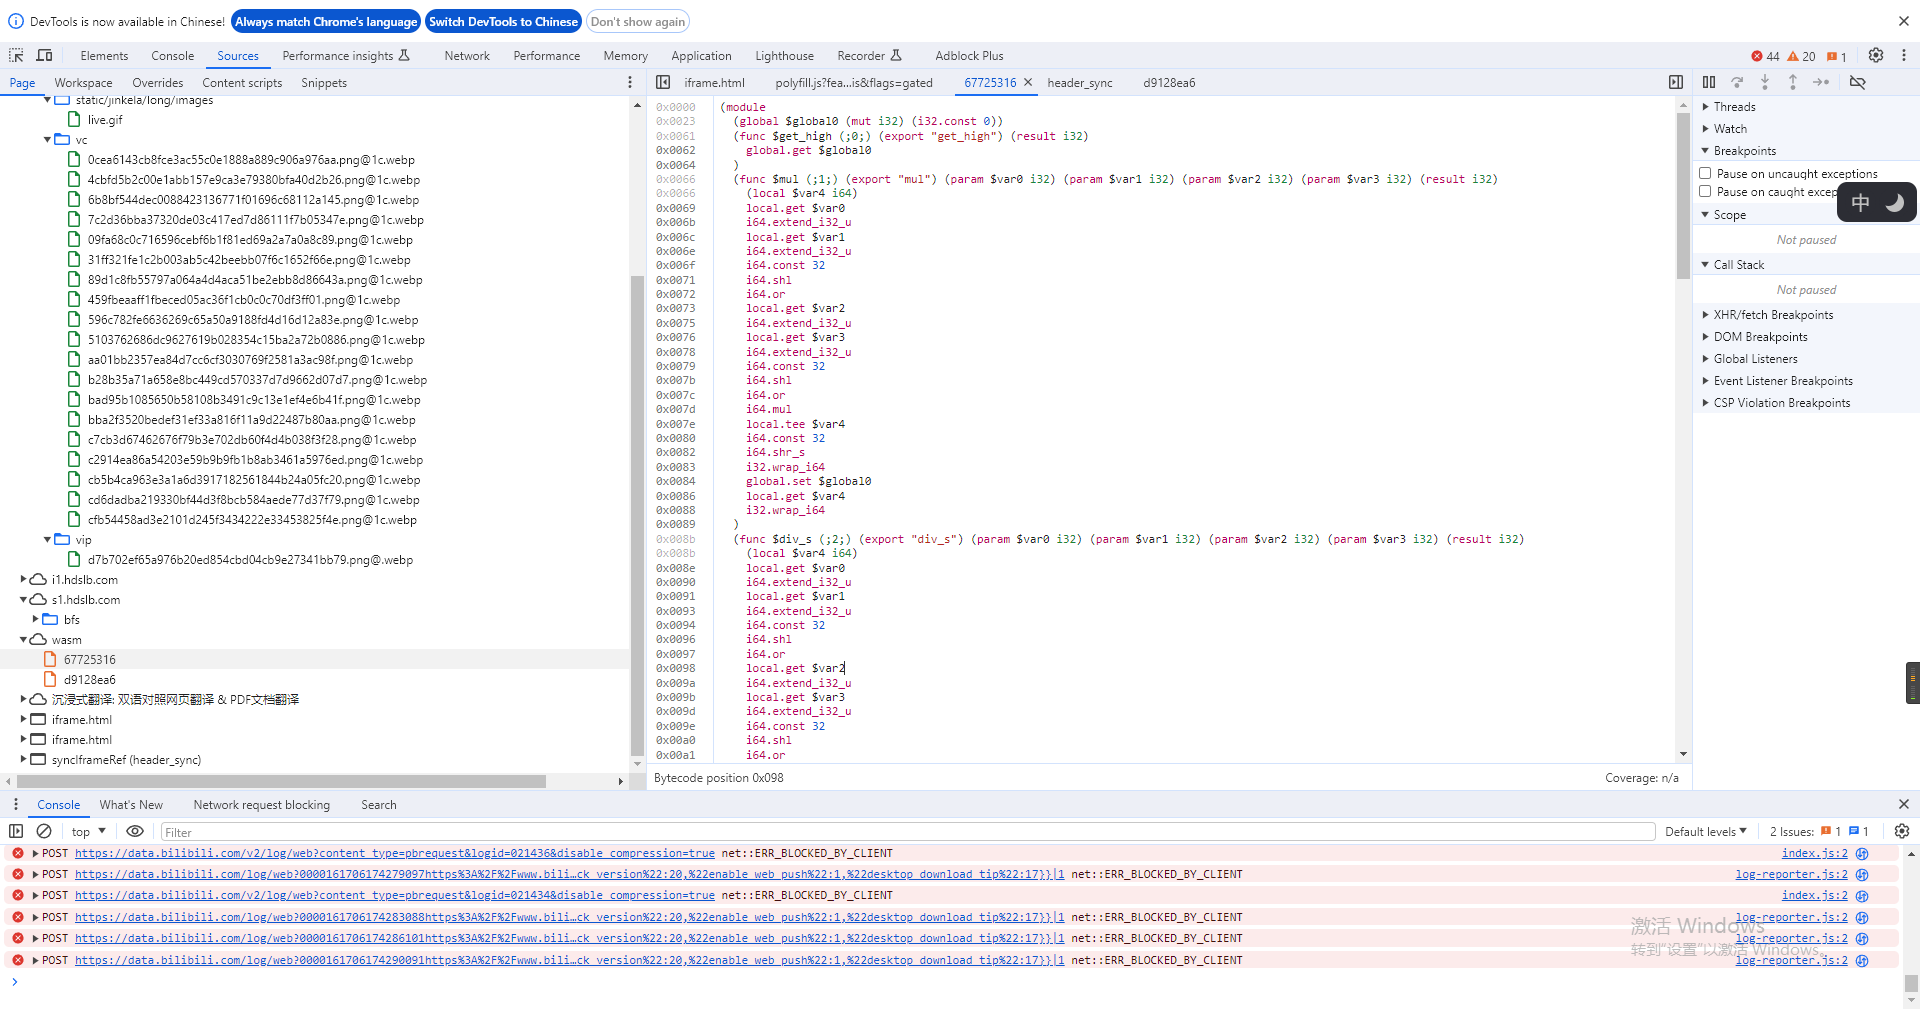 DevTools is now available in Chinese! Always match Chrome's language Switch DevTools to Chinese Don't show again
Elements Console Sources Performance insights Network Performance Memory Application Lighthouse Recorder Adblock Plus 44 20 1
Page Workspace Overrides Content scripts Snippets
iframe.html polyfill.js?fea...is&flags=gated 67725316 header_sync d9128ea6
static/jinkela/long/images
live.gif
vc
0cea6143cb8fce3ac55c0e1888a889c906a976aa.png@1c.webp
4cbfd5b2c00e1abb157e9ca3e79380bfa40d2b26.png@1c.webp
6b8bf544dec0088423136771f01696c68112a145.png@1c.webp
7c2d36bba37320de03c417ed7d86111f7b05347e.png@1c.webp
09fa68c0c716596cebf6b1f81ed69a2a7a0a8c89.png@1c.webp
31ff321fe1c2b003ab5c42beebb07f6c1652f66e.png@1c.webp
89d1c8fb55797a064a4d4aca51be2ebb8d86643a.png@1c.webp
459fbeaaff1fbeced05ac36f1cb0c0c70df3ff01.png@1c.webp
596c782fe6636269c65a50a9188fd4d16d12a83e.png@1c.webp
5103762686dc9627619b028354c15ba2a72b0886.png@1c.webp
aa01bb2357ea84d7cc6cf3030769f2581a3ac98f.png@1c.webp
b28b35a71a658e8bc449cd570337d7d9662d07d7.png@1c.webp
bad95b1085650b58108b3491c9c13e1ef4e6b41f.png@1c.webp
bba2f3520bedef31ef33a816f11a9d22487b80aa.png@1c.webp
c7cb3d67462676f79b3e702db60f4d4b038f3f28.png@1c.webp
c2914ea86a54203e59b9b9fb1b8ab3461a5976ed.png@1c.webp
cb5b4ca963e3a1a6d3917182561844b24a05fc20.png@1c.webp
cd6dadba219330bf44d3f8bcb584aede77d37f79.png@1c.webp
cfb54458ad3e2101d245f3434222e33453825f4e.png@1c.webp
vip
d7b702ef65a976b20ed854cbd04cb9e27341bb79.png@.webp
i1.hdslb.com
s1.hdslb.com
bfs
wasm
67725316
d9128ea6
沉浸式翻译: 双语对照网页翻译 & PDF文档翻译
iframe.html
iframe.html
syncIframeRef (header_sync)
0x0000 (module
0x0023 (global $global0 (mut i32) (i32.const 0))
0x0061 (func $get_high (;0;) (export "get_high") (result i32)
0x0062 global.get $global0
0x0064 )
0x0066 (func $mul (;1;) (export "mul") (param $var0 i32) (param $var1 i32) (param $var2 i32) (param $var3 i32) (result i32)
0x0066 (local $var4 i64)
0x0069 local.get $var0
0x006b i64.extend_i32_u
0x006c local.get $var1
0x006e i64.extend_i32_u
0x006f i64.const 32
0x0071 i64.shl
0x0072 i64.or
0x0073 local.get $var2
0x0075 i64.extend_i32_u
0x0076 local.get $var3
0x0078 i64.extend_i32_u
0x0079 i64.const 32
0x007b i64.shl
0x007c i64.or
0x007d i64.mul
0x007e local.tee $var4
0x0080 i64.const 32
0x0082 i64.shr_s
0x0083 i32.wrap_i64
0x0084 global.set $global0
0x0086 local.get $var4
0x0088 i32.wrap_i64
0x0089 )
0x008b (func $div_s (;2;) (export "div_s") (param $var0 i32) (param $var1 i32) (param $var2 i32) (param $var3 i32) (result i32)
0x008b (local $var4 i64)
0x008e local.get $var0
0x0090 i64.extend_i32_u
0x0091 local.get $var1
0x0093 i64.extend_i32_u
0x0094 i64.const 32
0x0096 i64.shl
0x0097 i64.or
0x0098 local.get $var2
0x009a i64.extend_i32_u
0x009b local.get $var3
0x009d i64.extend_i32_u
0x009e i64.const 32
0x00a0 i64.shl
0x00a1 i64.or
Bytecode position 0x098 Coverage: n/a
Threads
Watch
Breakpoints
Pause on uncaught exceptions
Pause on caught excep
中
Scope
Not paused
Call Stack
Not paused
XHR/fetch Breakpoints
DOM Breakpoints
Global Listeners
Event Listener Breakpoints
CSP Violation Breakpoints
Console What's New Network request blocking Search
top Filter Default levels 2 Issues: 1 1
POST https://data.bilibili.com/v2/log/web?content_type=pbrequest&logid=021436&disable_compression=true net::ERR_BLOCKED_BY_CLIENT index.js:2
POST https://data.bilibili.com/log/web?0000161706174279097https%3A%2F%2Fwww.bili…ck_version%22:20,%22enable_web_push%22:1,%22desktop_download_tip%22:17}}|1 net::ERR_BLOCKED_BY_CLIENT log-reporter.js:2
POST https://data.bilibili.com/v2/log/web?content_type=pbrequest&logid=021434&disable_compression=true net::ERR_BLOCKED_BY_CLIENT index.js:2
POST https://data.bilibili.com/log/web?0000161706174283088https%3A%2F%2Fwww.bili…ck_version%22:20,%22enable_web_push%22:1,%22desktop_download_tip%22:17}}|1 net::ERR_BLOCKED_BY_CLIENT log-reporter.js:2
POST https://data.bilibili.com/log/web?0000161706174286101https%3A%2F%2Fwww.bili…ck_version%22:20,%22enable_web_push%22:1,%22desktop_download_tip%22:17}}|1 net::ERR_BLOCKED_BY_CLIENT log-reporter.js:2
POST https://data.bilibili.com/log/web?0000161706174290091https%3A%2F%2Fwww.bili…ck_version%22:20,%22enable_web_push%22:1,%22desktop_download_tip%22:17}}|1 net::ERR_BLOCKED_BY_CLIENT log-reporter.js:2
激活 Windows
转到"设置"以激活 Windows。